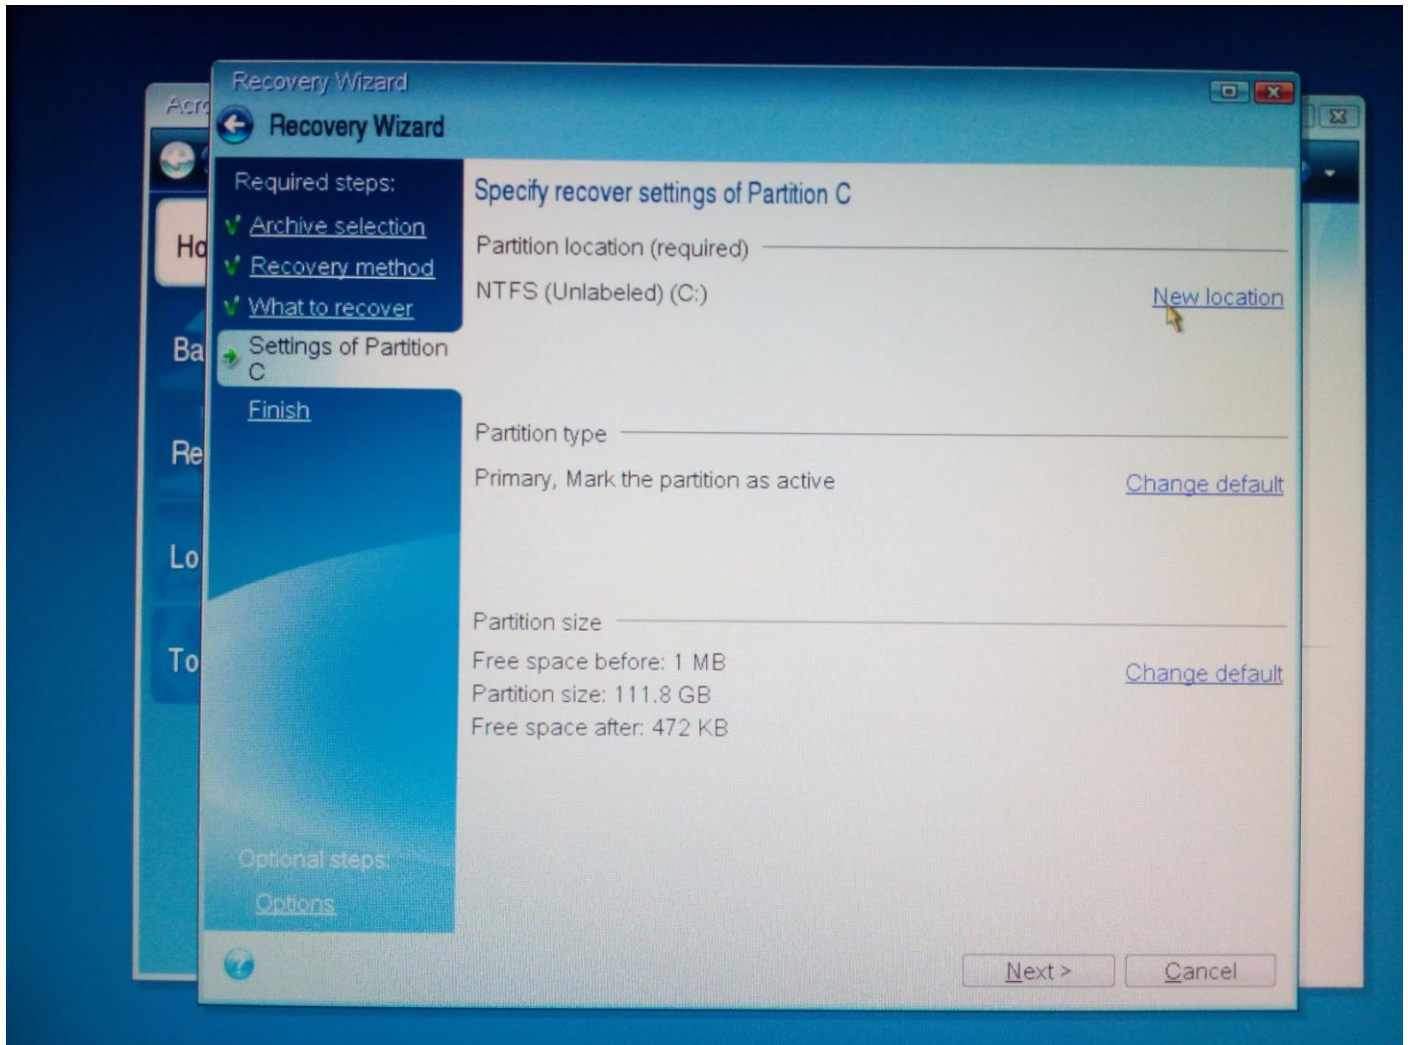 Recovery Wizard
Acro
Recovery Wizard
Required steps:
Archive selection
Recovery method
What to recover
Settings of Partition
C
Finish
Optional steps:
Options
Ho
Ba
Re
Lo
To
Specify recover settings of Partition C
Partition location (required)
NTFS (Unlabeled) (C:)
New location
Partition type
Primary, Mark the partition as active
Change default
Partition size
Free space before: 1 MB
Partition size: 111.8 GB
Free space after: 472 KB
Change default
Next >
Cancel